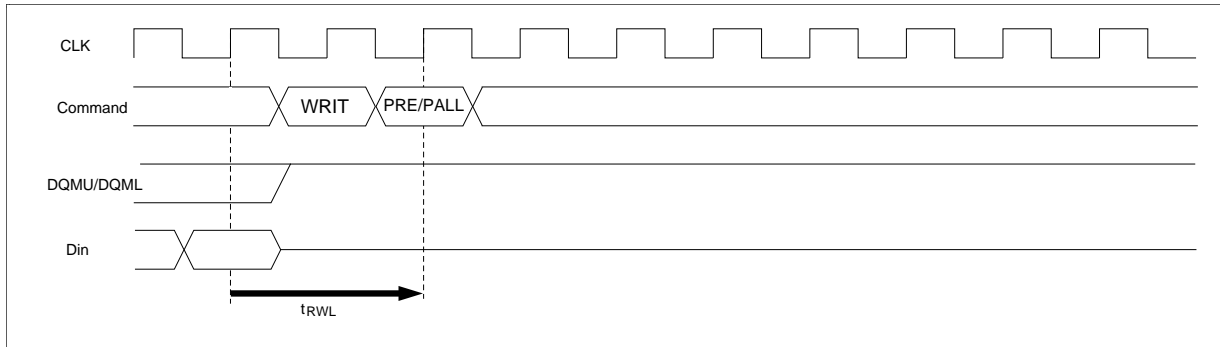 CLK
Command
WRIT
PRE/PALL
DQMU/DQML
Din
tRWL